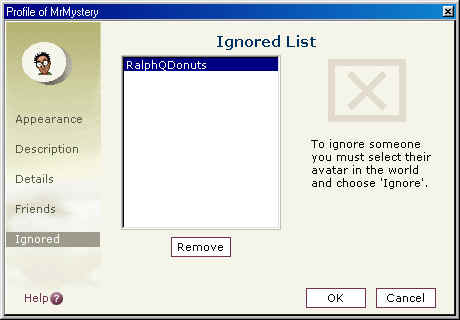 Profile of MrMystery
Ignored List
RalphQDonuts
Appearance
Description
Details
Friends
Ignored
To ignore someone
you must select their
avatar in the world
and choose 'Ignore'.
Remove
Help?
OK
Cancel